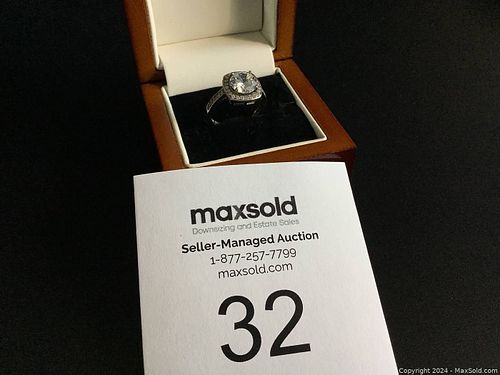 maxsold
Downsizing and Estate Sales
Seller-Managed Auction
1-877-257-7799
maxsold.com
32
Copyright 2024 - MaxSold.com